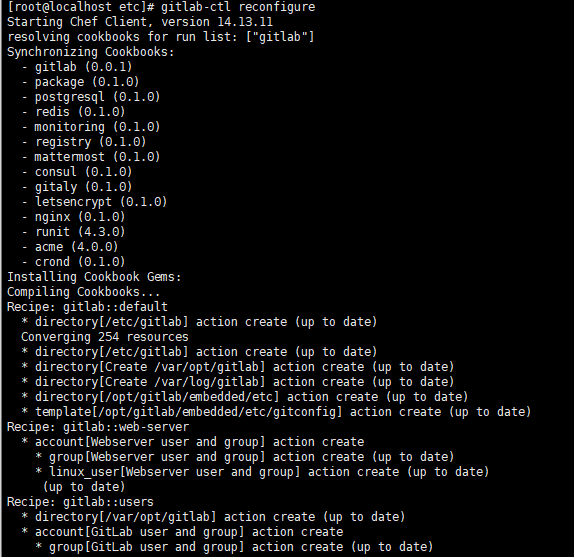 [root@localhost etc]# gitlab-ctl reconfigure
Starting Chef Client, version 14.13.11
resolving cookbooks for run list: ["gitlab"]
Synchronizing Cookbooks:
  - gitlab (0.0.1)
  - package (0.1.0)
  - postgresql (0.1.0)
  - redis (0.1.0)
  - monitoring (0.1.0)
  - registry (0.1.0)
  - mattermost (0.1.0)
  - consul (0.1.0)
  - gitaly (0.1.0)
  - letsencrypt (0.1.0)
  - nginx (0.1.0)
  - runit (4.3.0)
  - acme (4.0.0)
  - crond (0.1.0)
Installing Cookbook Gems:
Compiling Cookbooks...
Recipe: gitlab::default
  * directory[/etc/gitlab] action create (up to date)
  Converging 254 resources
  * directory[/etc/gitlab] action create (up to date)
  * directory[Create /var/opt/gitlab] action create (up to date)
  * directory[Create /var/log/gitlab] action create (up to date)
  * directory[/opt/gitlab/embedded/etc] action create (up to date)
  * template[/opt/gitlab/embedded/etc/gitconfig] action create (up to date)
Recipe: gitlab::web-server
  * account[Webserver user and group] action create
    * group[Webserver user and group] action create (up to date)
    * linux_user[Webserver user and group] action create (up to date)
     (up to date)
Recipe: gitlab::users
  * directory[/var/opt/gitlab] action create (up to date)
  * account[GitLab user and group] action create
    * group[GitLab user and group] action create (up to date)